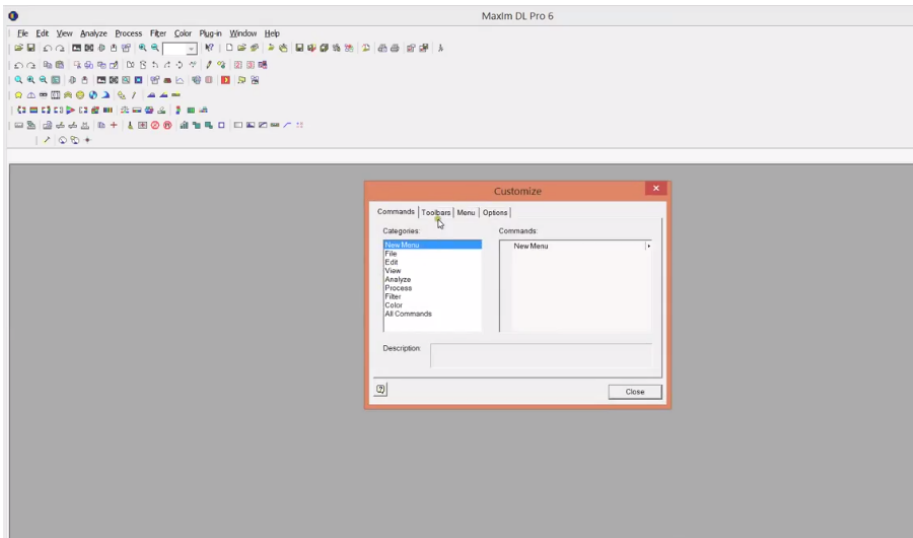 MaxIm DL Pro 6
File Edit View Analyze Process Filter Color Plug-in Window Help
Customize
Commands Toolbars Menu Options
Categories: Commands:
New Menu New Menu
File
Edit
View
Analyze
Process
Filter
Color
All Commands
Description:
Close